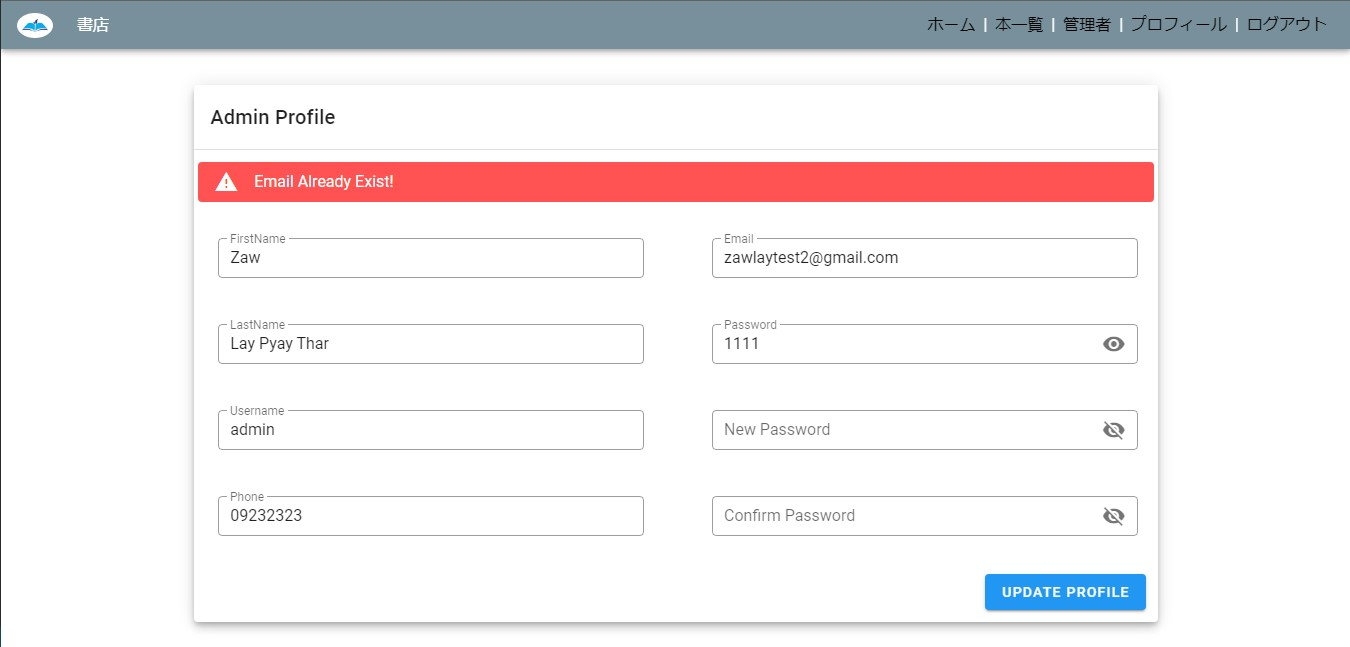 書店
ホーム | 本一覧 | 管理者 | プロフィール | ログアウト
Admin Profile
Email Already Exist!
FirstName
Zaw
Email
zawlaytest2@gmail.com
LastName
Lay Pyay Thar
Password
1111
Username
admin
New Password
Phone
09232323
Confirm Password
UPDATE PROFILE